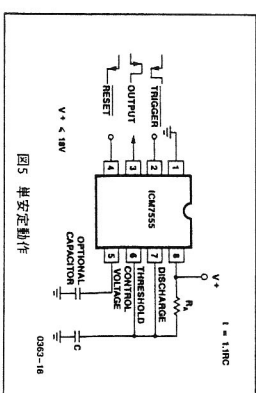 t = 1.1RC
V+
RA
1
8
TRIGGER
2
7
DISCHARGE
OUTPUT
3
6
THRESHOLD
RESET
4
5
CONTROL
VOLTAGE
ICM7555
C
OPTIONAL
CAPACITOR
V+ ≤ 18V
0363-16
図5 単安定動作